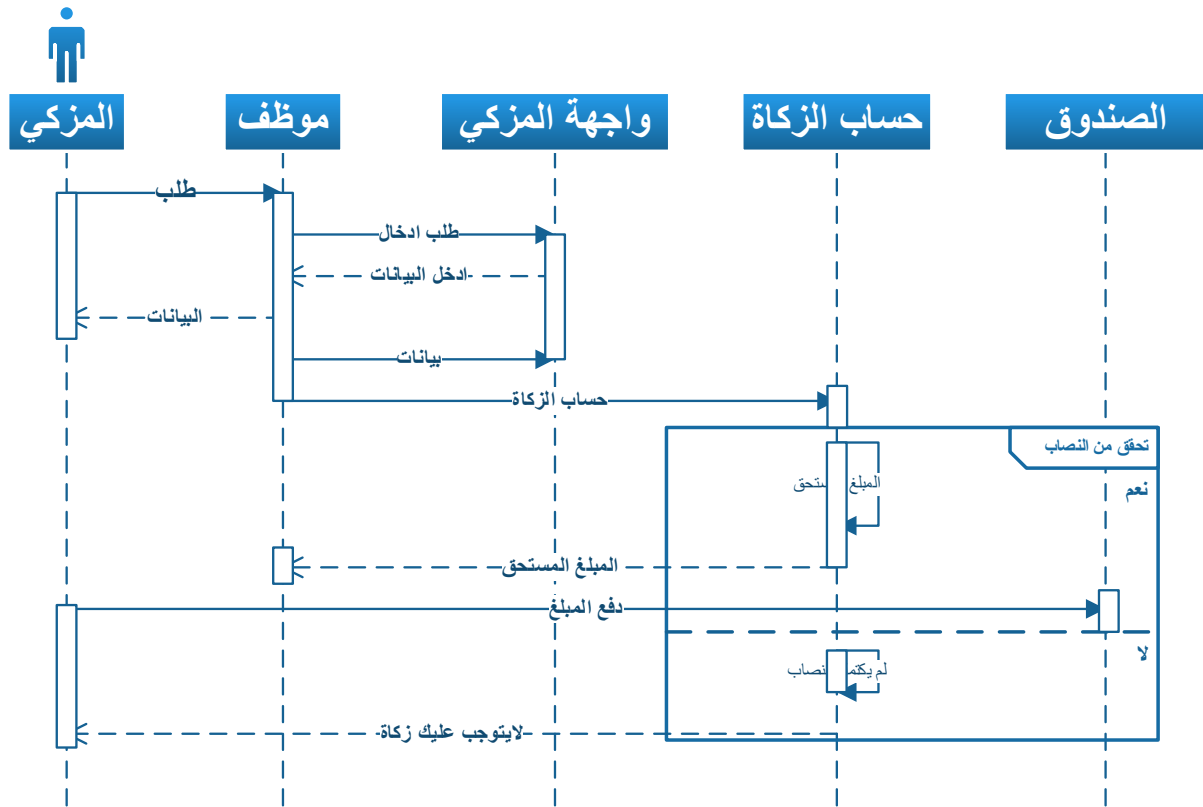 المزكي
موظف
واجهة المزكي
حساب الزكاة
الصندوق
طلب
طلب ادخال
ادخل البيانات
البيانات
بيانات
حساب الزكاة
تحقق من النصاب
نعم
المبلغ
المبلغ المستحق
دفع المبلغ
لا
لم
لايتوجب عليك زكاة